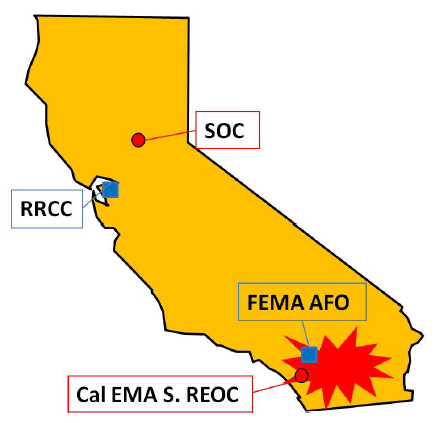 SOC
RRCC
FEMA AFO
Cal EMA S. REOC